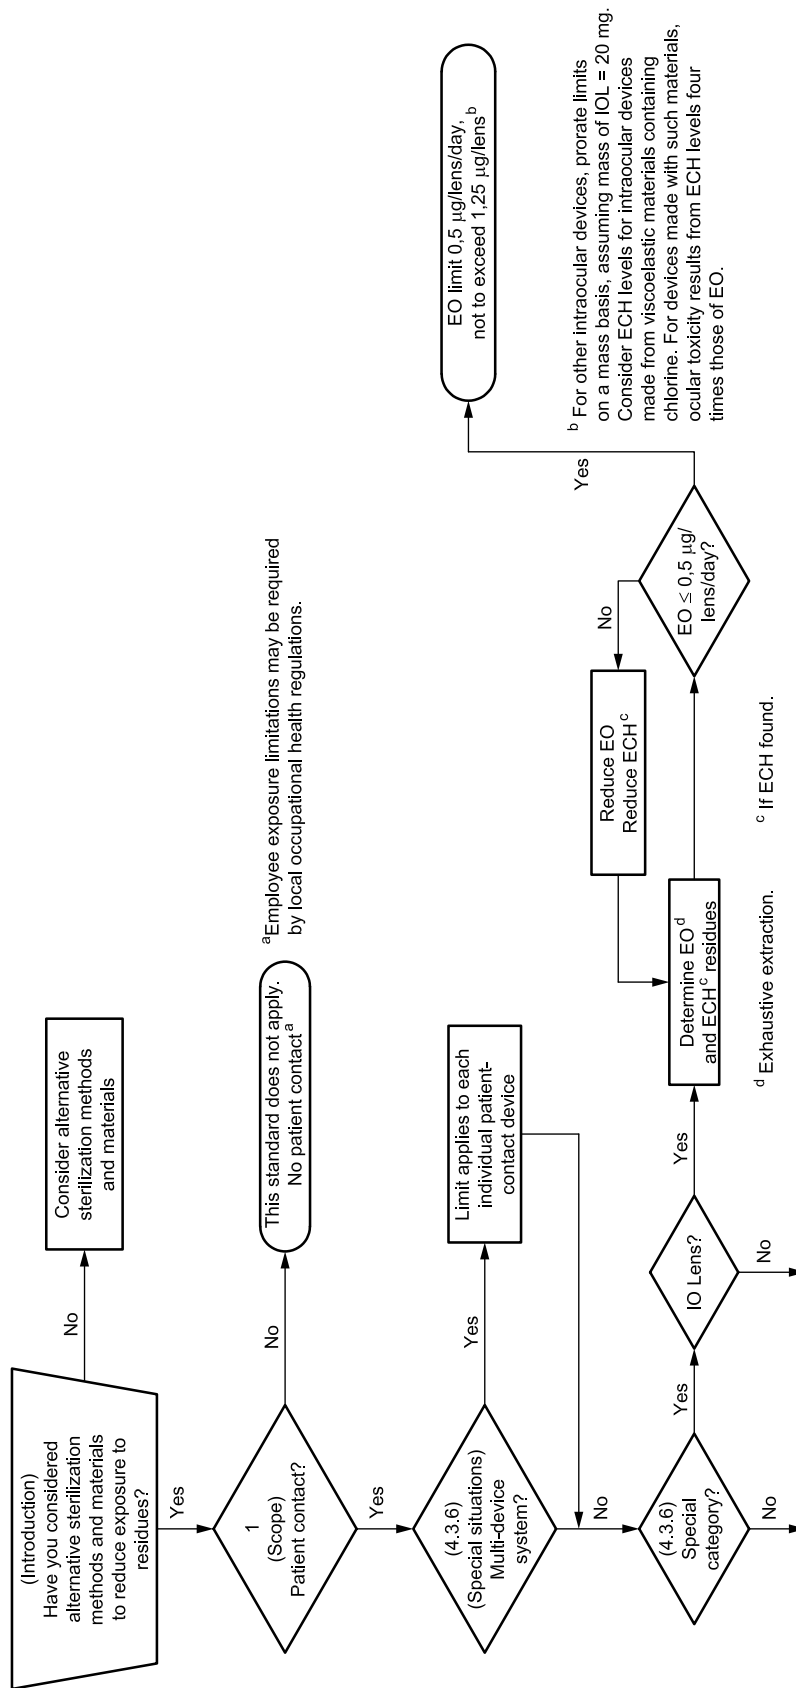 (Introduction)
Have you considered
alternative sterilization
methods and materials
to reduce exposure to
residues?
No
Consider alternative
sterilization methods
and materials
Yes
1
(Scope)
Patient contact?
No
This standard does not apply.
No patient contact a
a Employee exposure limitations may be required
by local occupational health regulations.
Yes
(4.3.6)
(Special situations)
Multi-device
system?
Yes
Limit applies to each
individual patient-
contact device
No
(4.3.6)
Special
category?
Yes
No
IO Lens?
Yes
No
Determine EO d
and ECH c residues
Reduce EO
Reduce ECH c
No
EO ≤ 0,5 μg/
lens/day?
Yes
EO limit 0,5 μg/lens/day,
not to exceed 1,25 μg/lens b
b For other intraocular devices, prorate limits
on a mass basis, assuming mass of IOL = 20 mg.
Consider ECH levels for intraocular devices
made from viscoelastic materials containing
chlorine. For devices made with such materials,
ocular toxicity results from ECH levels four
times those of EO.
d Exhaustive extraction.
c If ECH found.